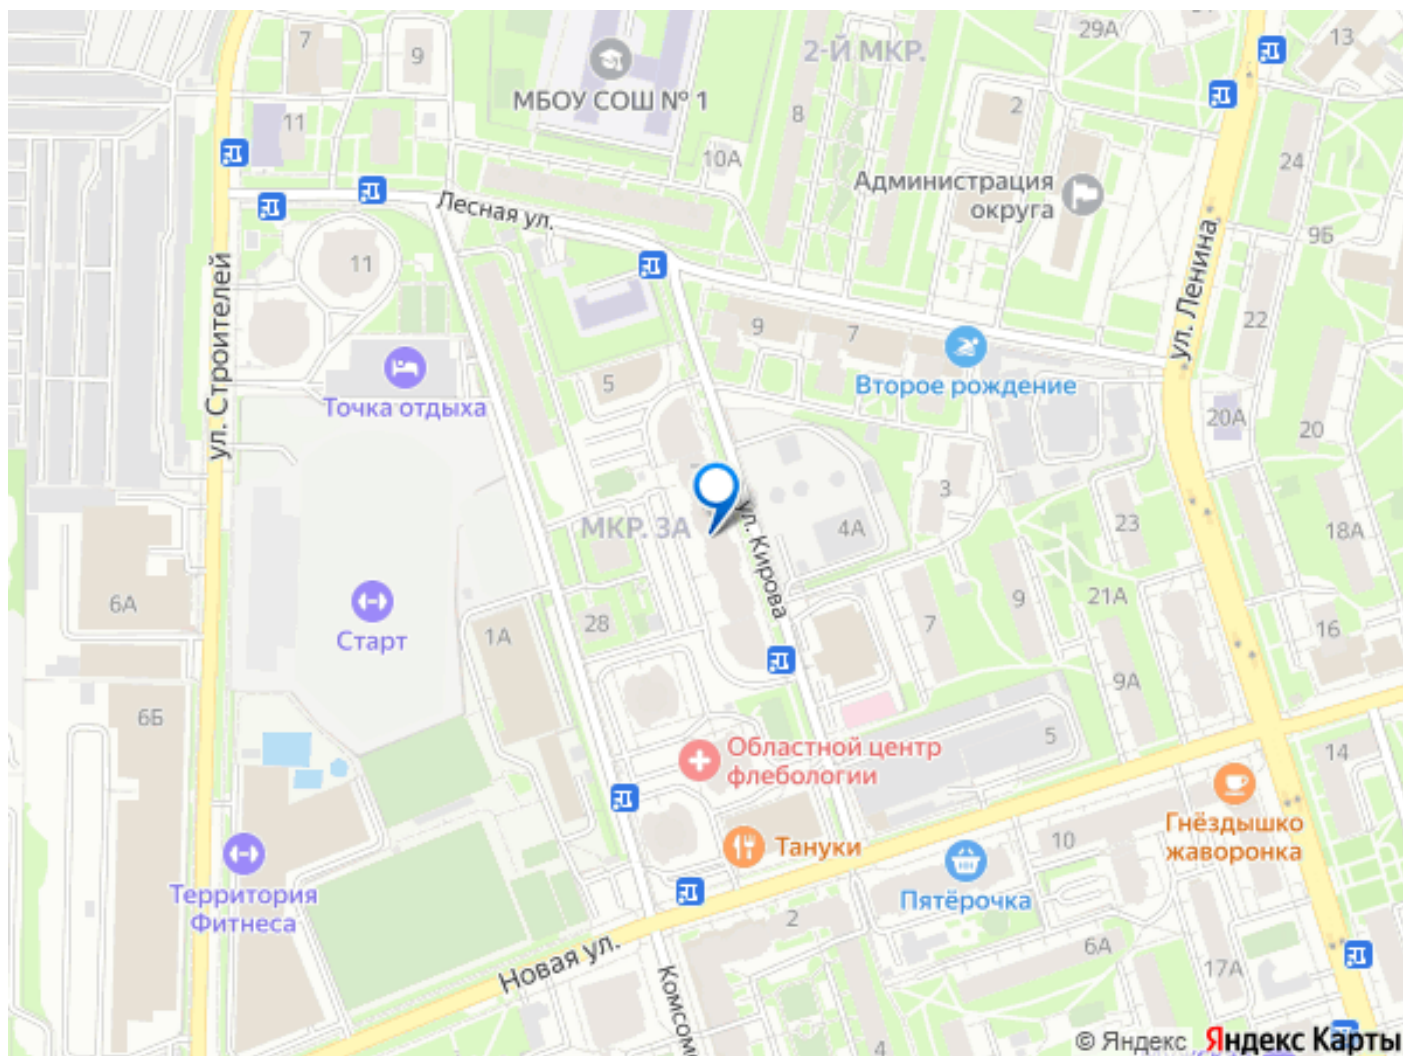 29А
13
7
9
2-Й МКР.
МБОУ СОШ № 1
8
2
11
10А
24
Администрация
округа
Лесная ул.
9Б
11
ул. Ленина
22
9
7
Второе рождение
5
Точка отдыха
ул. Строителей
20А
20
3
МКР. 3А
ул. Кирова
4А
23
18А
6А
Старт
1А
28
7
9
21А
16
9А
6Б
5
Областной центр
флебологии
14
Гнёздышко
жаворонка
Тануки
10
Пятёрочка
Территория
Фитнеса
2
6А
Новая ул.
17А
Комсом
4
© Яндекс Яндекс Карты